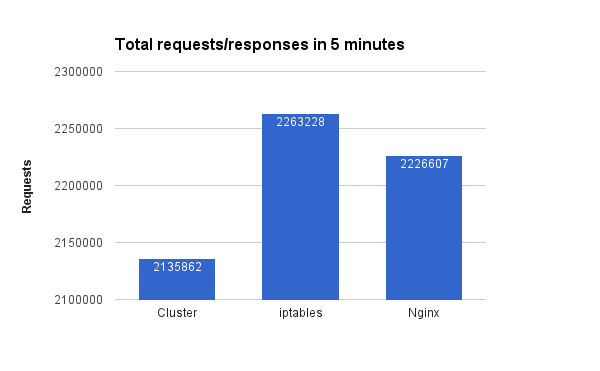 Total requests/responses in 5 minutes
Requests
2300000
2250000
2200000
2150000
2100000
2135862
2263228
2226607
Cluster
iptables
Nginx